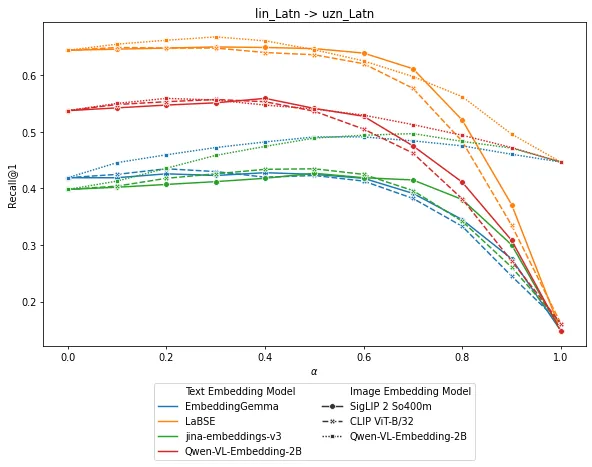 lin_Latn -> uzn_Latn
Recall@1
0.6
0.5
0.4
0.3
0.2
0.0
0.2
0.4
0.6
0.8
1.0
α
Text Embedding Model
EmbeddingGemma
LaBSE
jina-embeddings-v3
Qwen-VL-Embedding-2B
Image Embedding Model
SigLIP 2 So400m
CLIP ViT-B/32
Qwen-VL-Embedding-2B